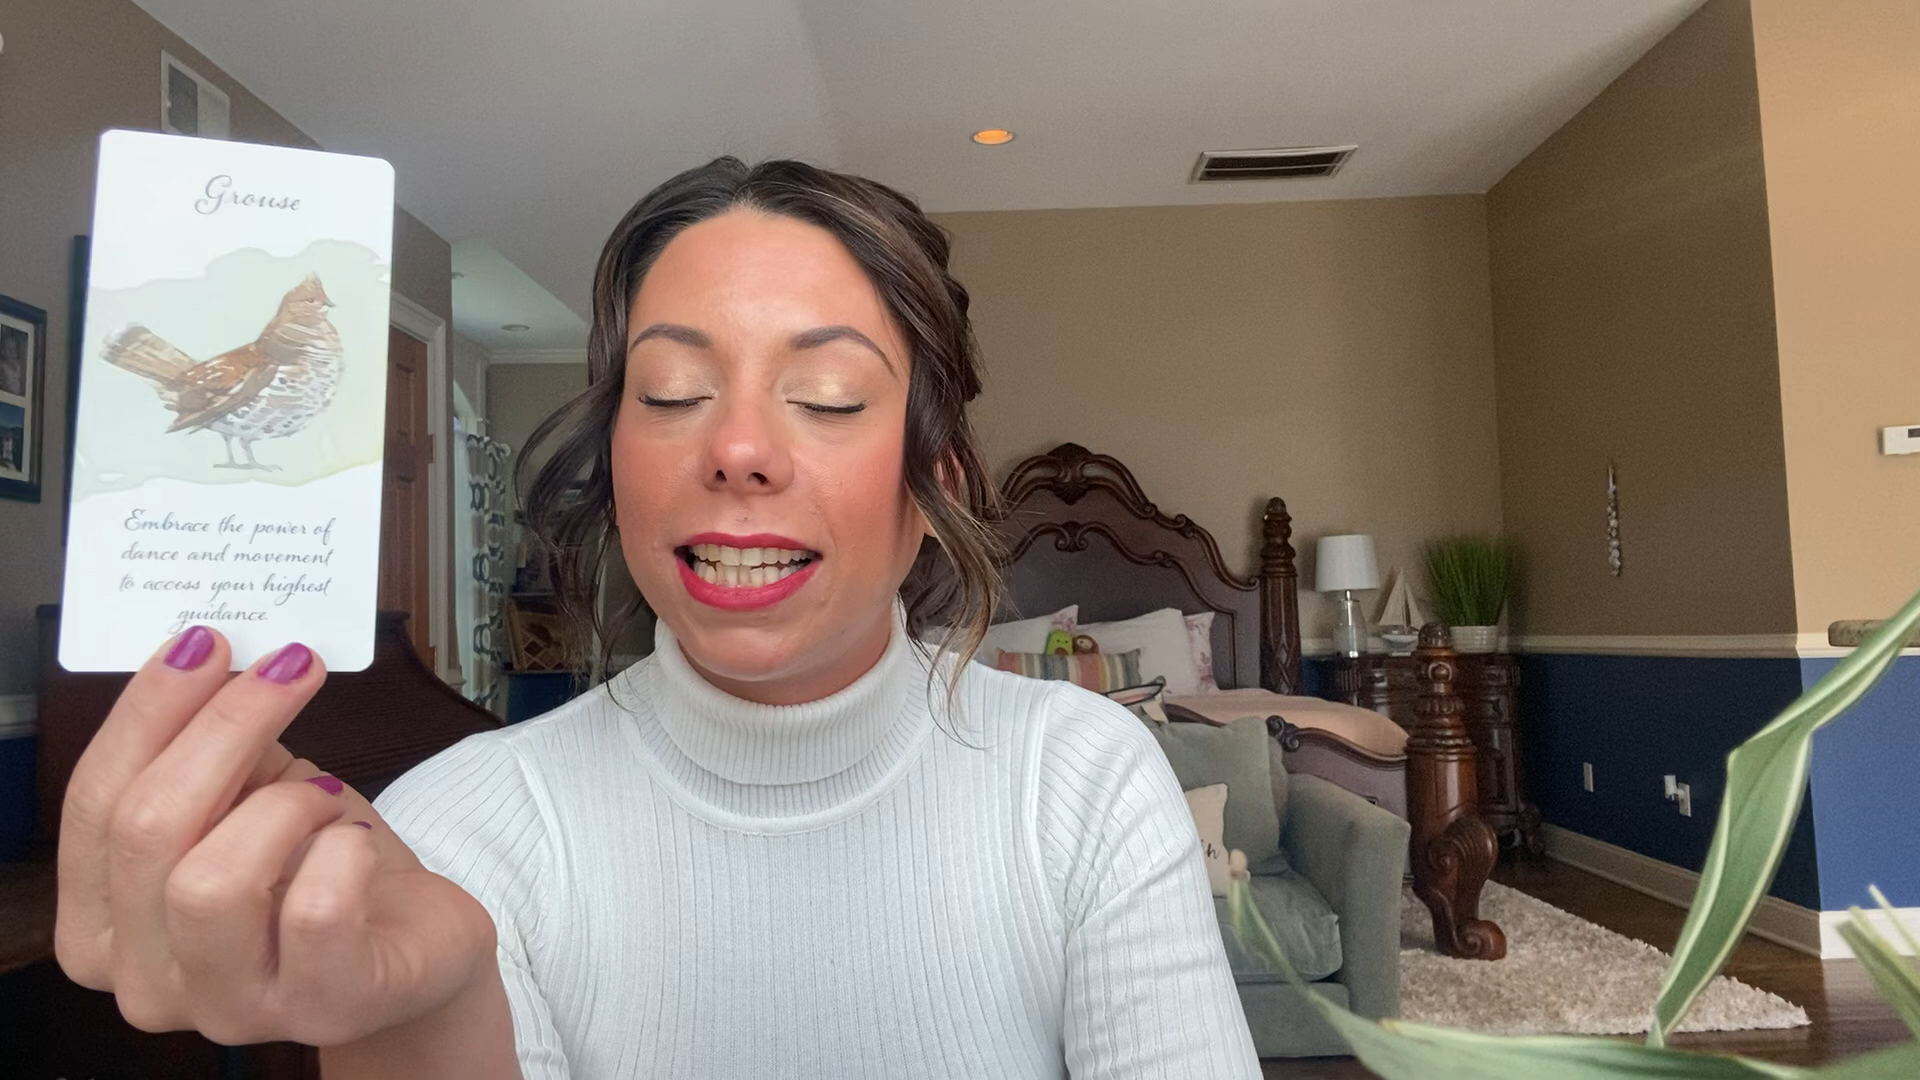 Grouse
Embrace the power of
dance and movement
to access your highest
guidance.